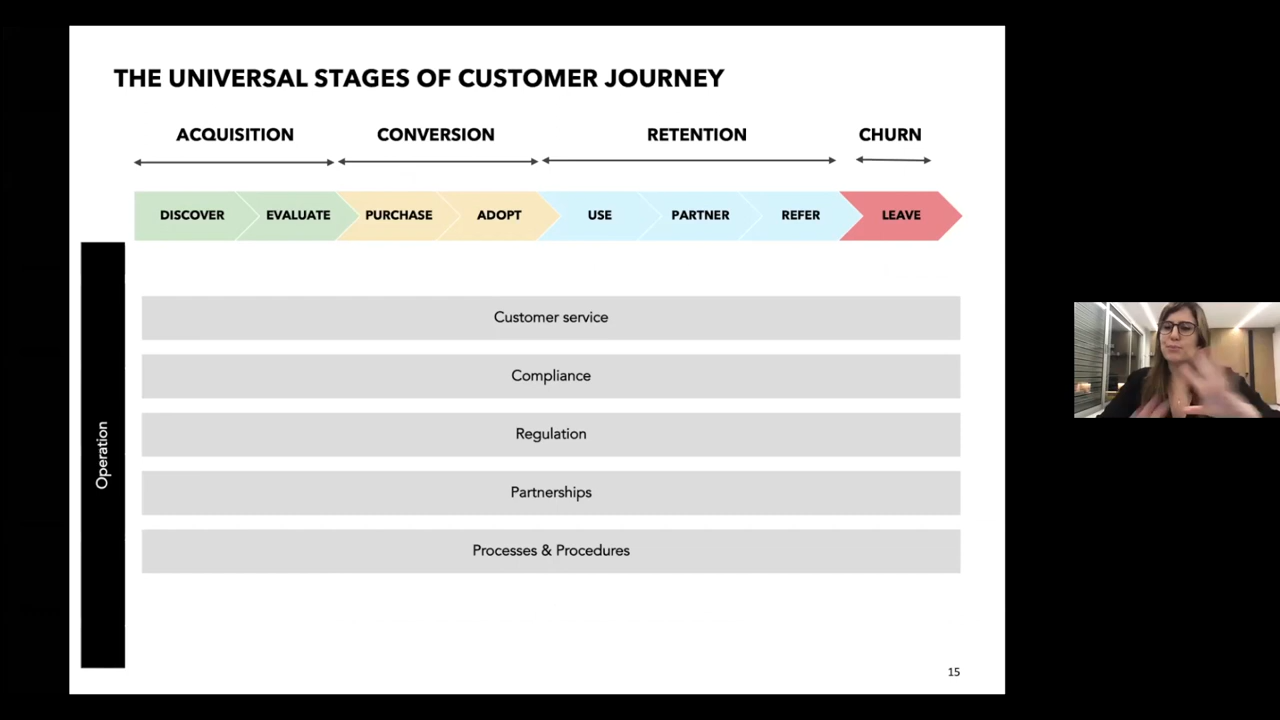 THE UNIVERSAL STAGES OF CUSTOMER JOURNEY
ACQUISITION CONVERSION RETENTION CHURN
DISCOVER EVALUATE PURCHASE ADOPT USE PARTNER REFER LEAVE
Customer service
Compliance
Regulation
Partnerships
Processes & Procedures
Operation
15